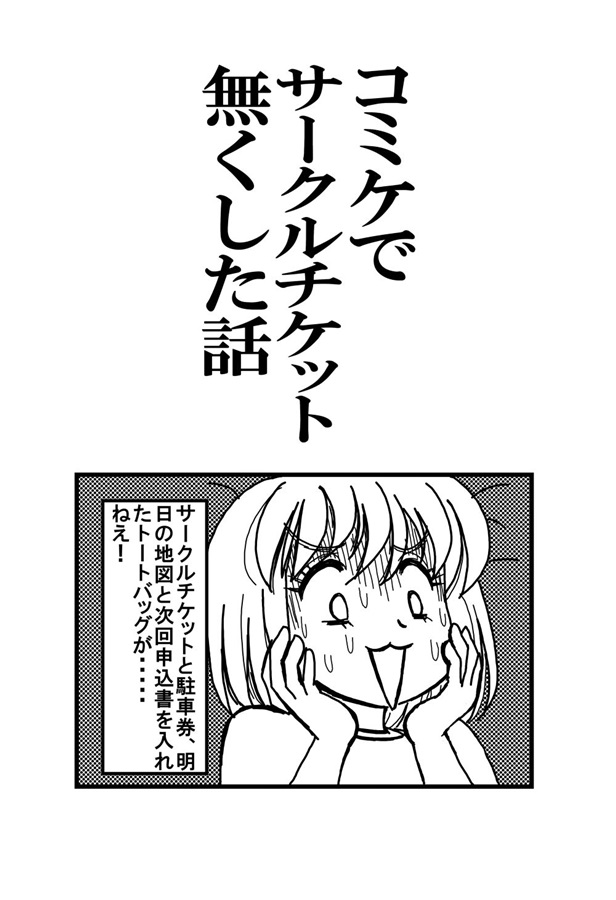 コミケで
サークルチケット
無くした話
サークルチケットと駐車券、明
日の地図と次回申込書を入れ
たトートバッグが・・・・・
ねえ！